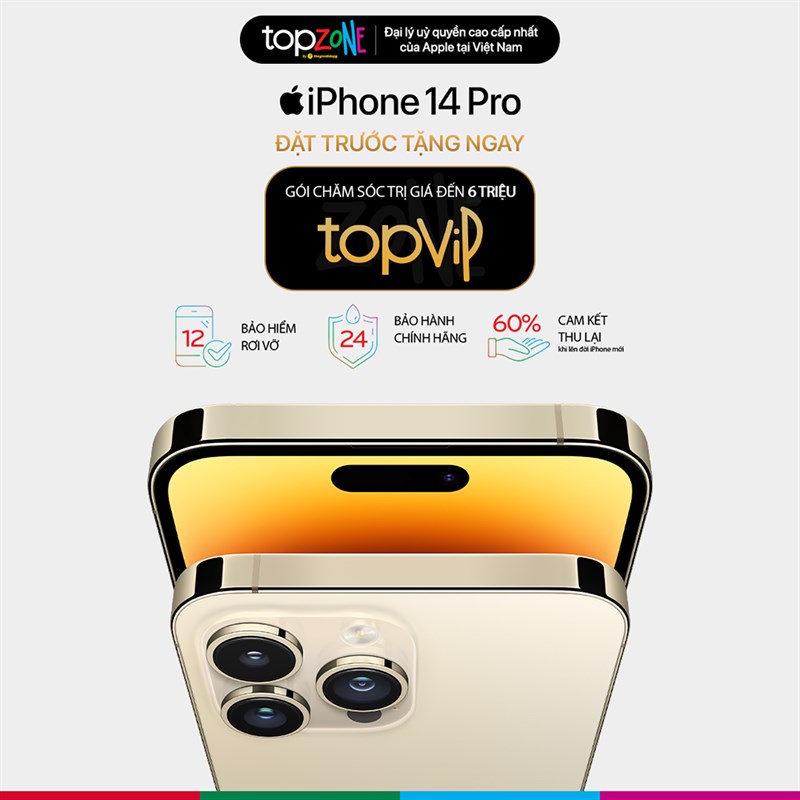 topzone
Đại lý uỷ quyền cao cấp nhất
của Apple tại Việt Nam
iPhone 14 Pro
ĐẶT TRƯỚC TẶNG NGAY
GÓI CHĂM SÓC TRỊ GIÁ ĐẾN 6 TRIỆU
topViP
12
BẢO HIỂM
RƠI VỠ
24
BẢO HÀNH
CHÍNH HÃNG
60%
CAM KẾT
THU LẠI
khi lên đời iPhone mới